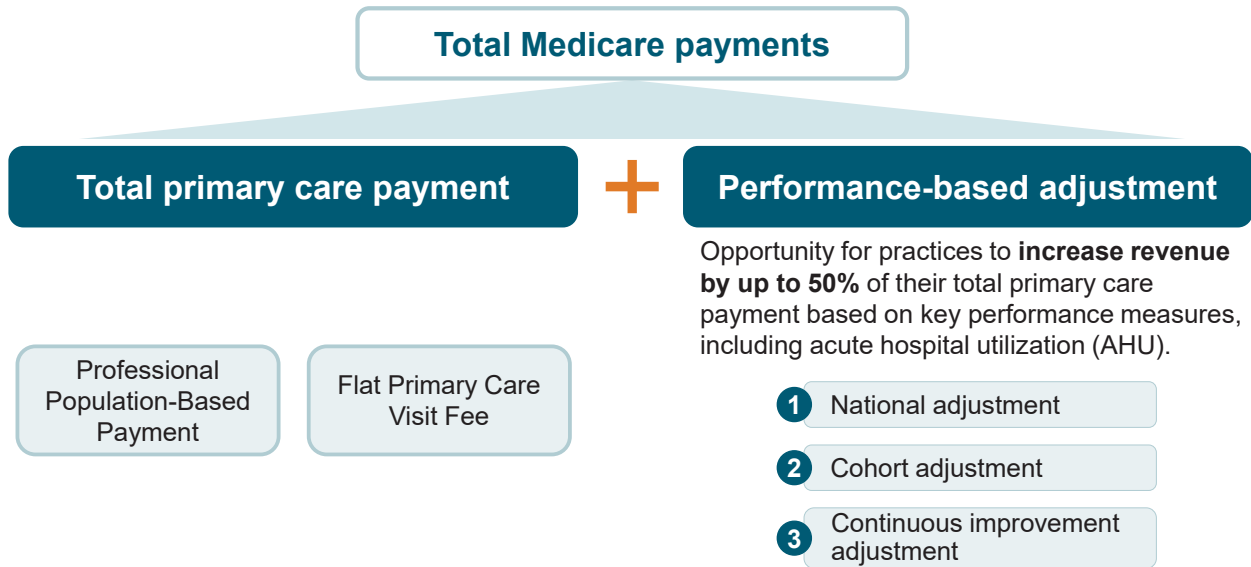 Total Medicare payments
Total primary care payment
+
Performance-based adjustment
Professional
Population-Based
Payment
Flat Primary Care
Visit Fee
Opportunity for practices to increase revenue
by up to 50% of their total primary care
payment based on key performance measures,
including acute hospital utilization (AHU).
1 National adjustment
2 Cohort adjustment
3 Continuous improvement
adjustment